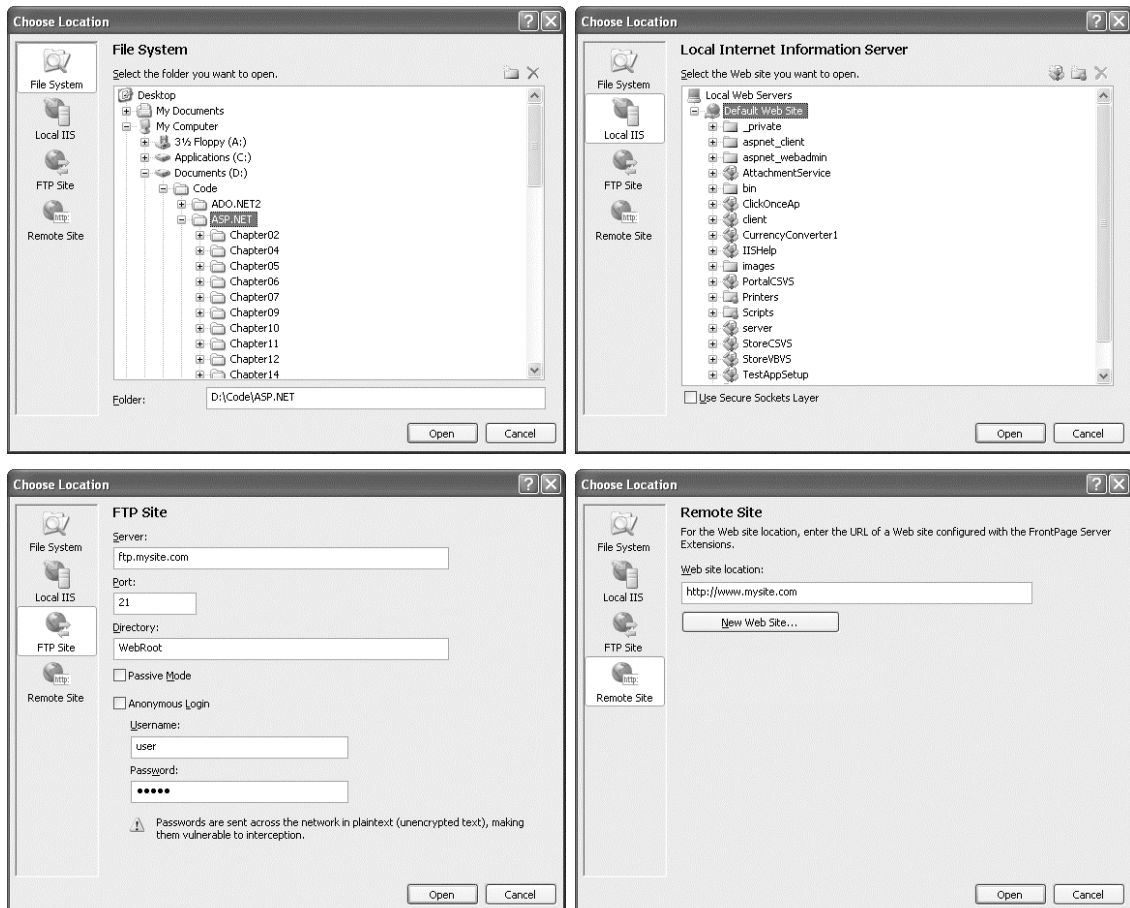 Choose Location
File System
Local IIS
FTP Site
http:
Remote Site
File System
Select the folder you want to open.
Desktop
My Documents
My Computer
3½ Floppy (A:)
Applications (C:)
Documents (D:)
Code
ADO.NET2
ASP.NET
Chapter02
Chapter04
Chapter05
Chapter06
Chapter07
Chapter09
Chapter10
Chapter11
Chapter12
Chapter14
Folder:
D:\Code\ASP.NET
Open
Cancel
Choose Location
File System
Local IIS
FTP Site
http:
Remote Site
Local Internet Information Server
Select the Web site you want to open.
Local Web Servers
Default Web Site
_private
aspnet_client
aspnet_webadmin
AttachmentService
bin
ClickOnceAp
client
CurrencyConverter1
IISHelp
images
PortalCSVS
Printers
Scripts
server
StoreCSVS
StoreVBVS
TestAppSetup
Use Secure Sockets Layer
Open
Cancel
Choose Location
File System
Local IIS
FTP Site
http:
Remote Site
FTP Site
Server:
ftp.mysite.com
Port:
21
Directory:
WebRoot
Passive Mode
Anonymous Login
Username:
user
Password:
•••••
Passwords are sent across the network in plaintext (unencrypted text), making
them vulnerable to interception.
Open
Cancel
Choose Location
File System
Local IIS
FTP Site
http:
Remote Site
Remote Site
For the Web site location, enter the URL of a Web site configured with the FrontPage Server
Extensions.
Web site location:
http://www.mysite.com
New Web Site...
Open
Cancel